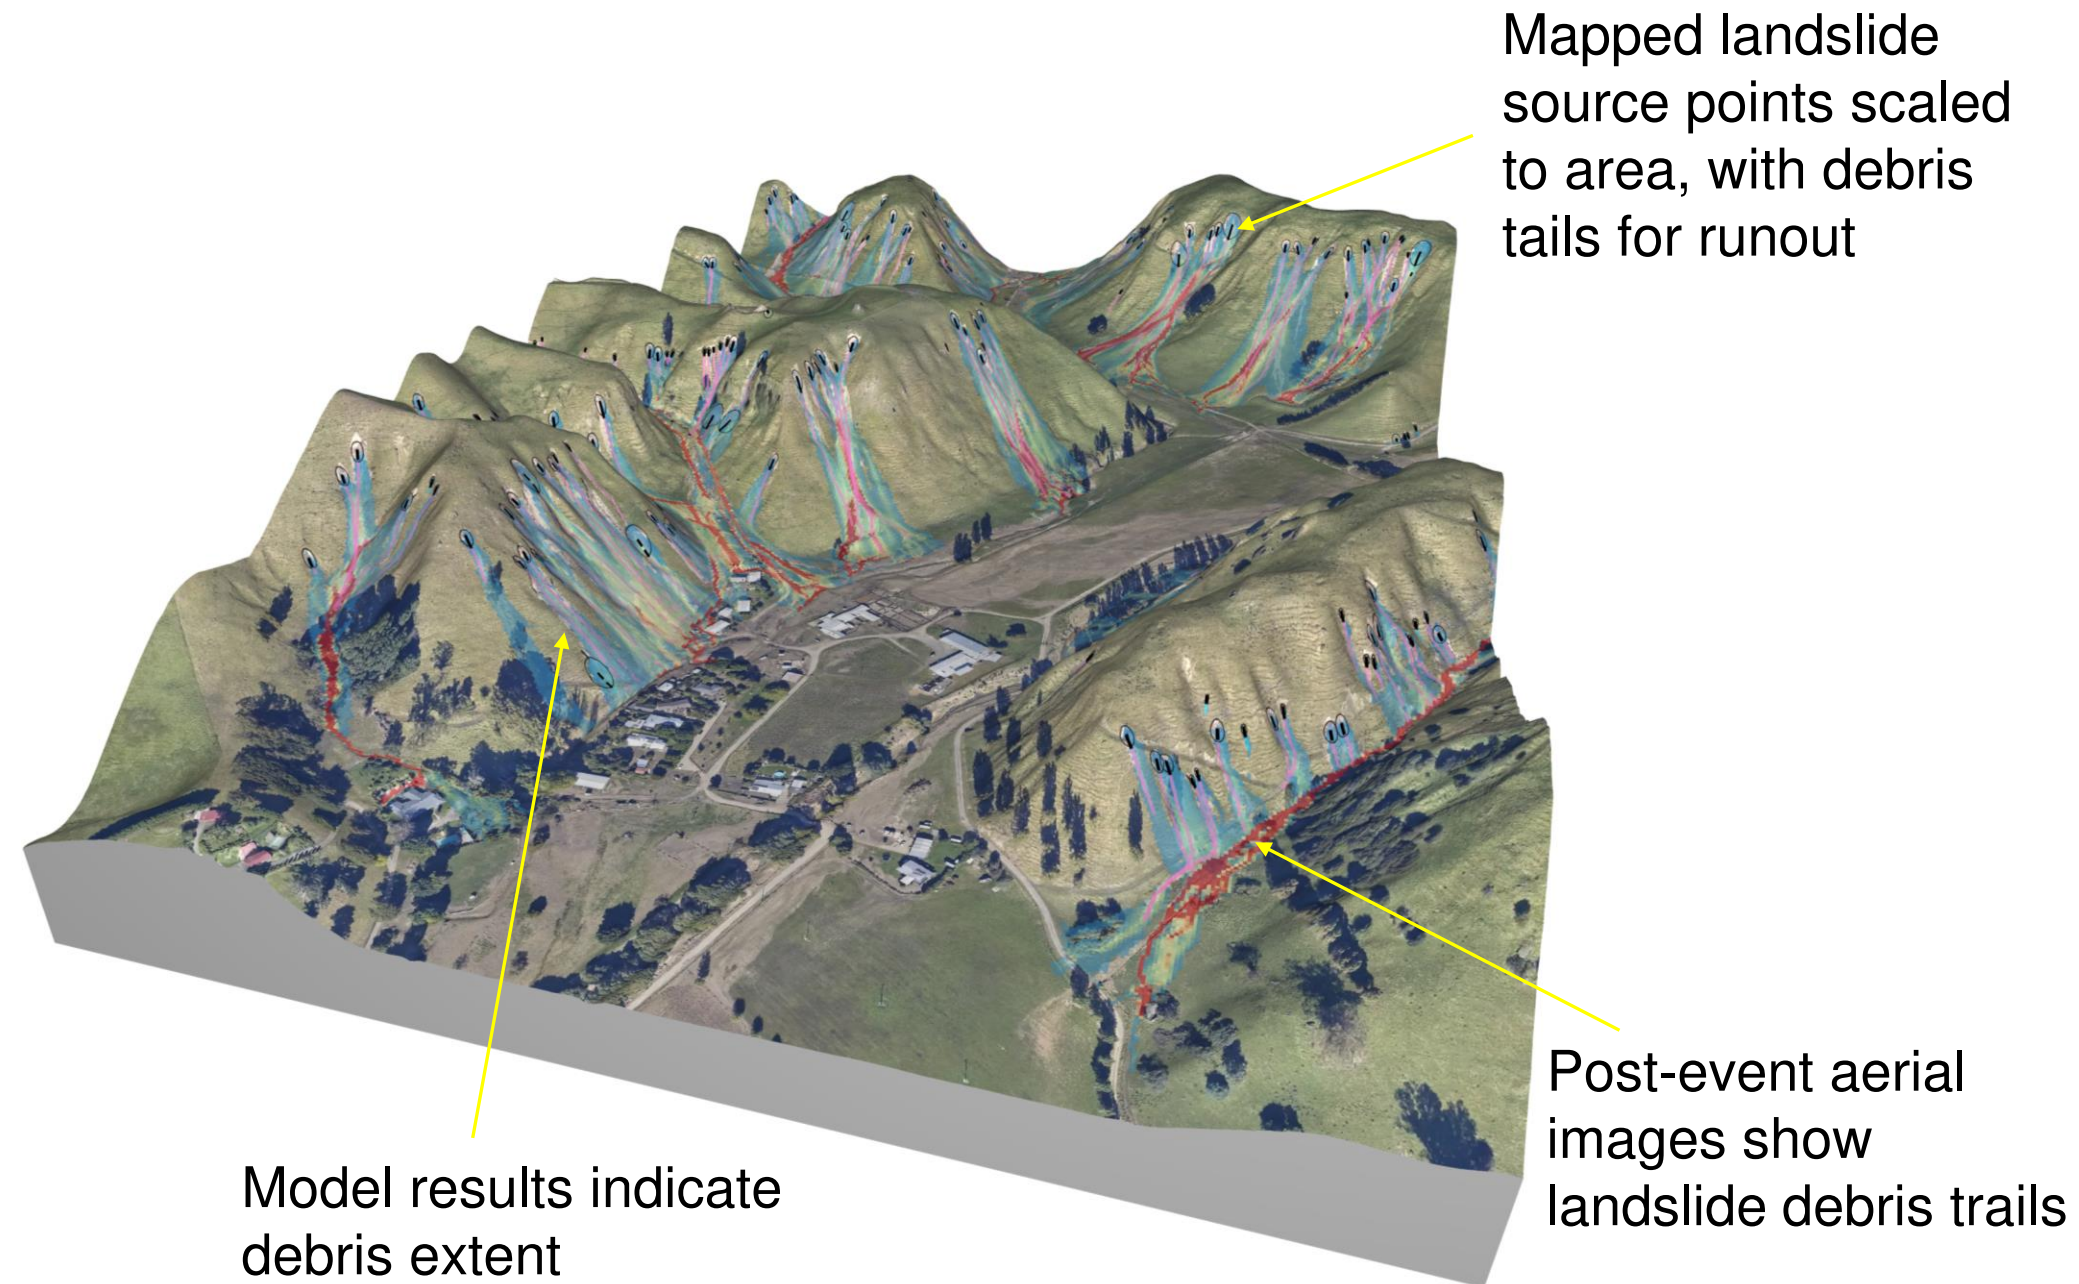 Mapped landslide
source points scaled
to area, with debris
tails for runout
Post-event aerial
images show
landslide debris trails
Model results indicate
debris extent